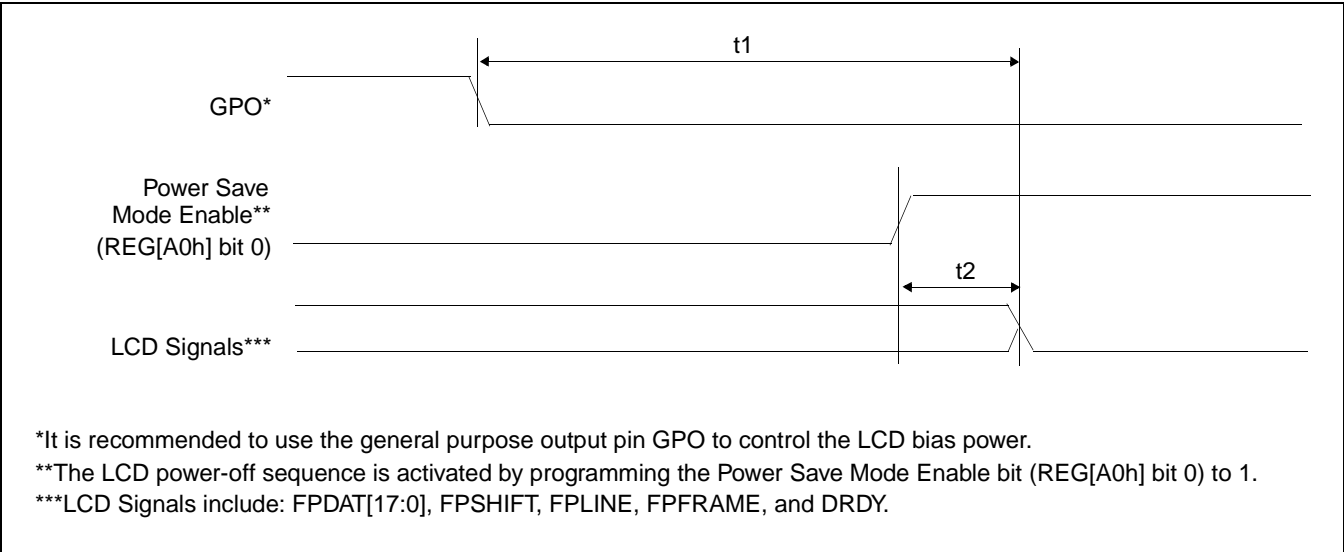 t1
GPO*
Power Save
Mode Enable**
(REG[A0h] bit 0)
t2
LCD Signals***
*It is recommended to use the general purpose output pin GPO to control the LCD bias power.
**The LCD power-off sequence is activated by programming the Power Save Mode Enable bit (REG[A0h] bit 0) to 1.
***LCD Signals include: FPDAT[17:0], FPSHIFT, FPLINE, FPFRAME, and DRDY.